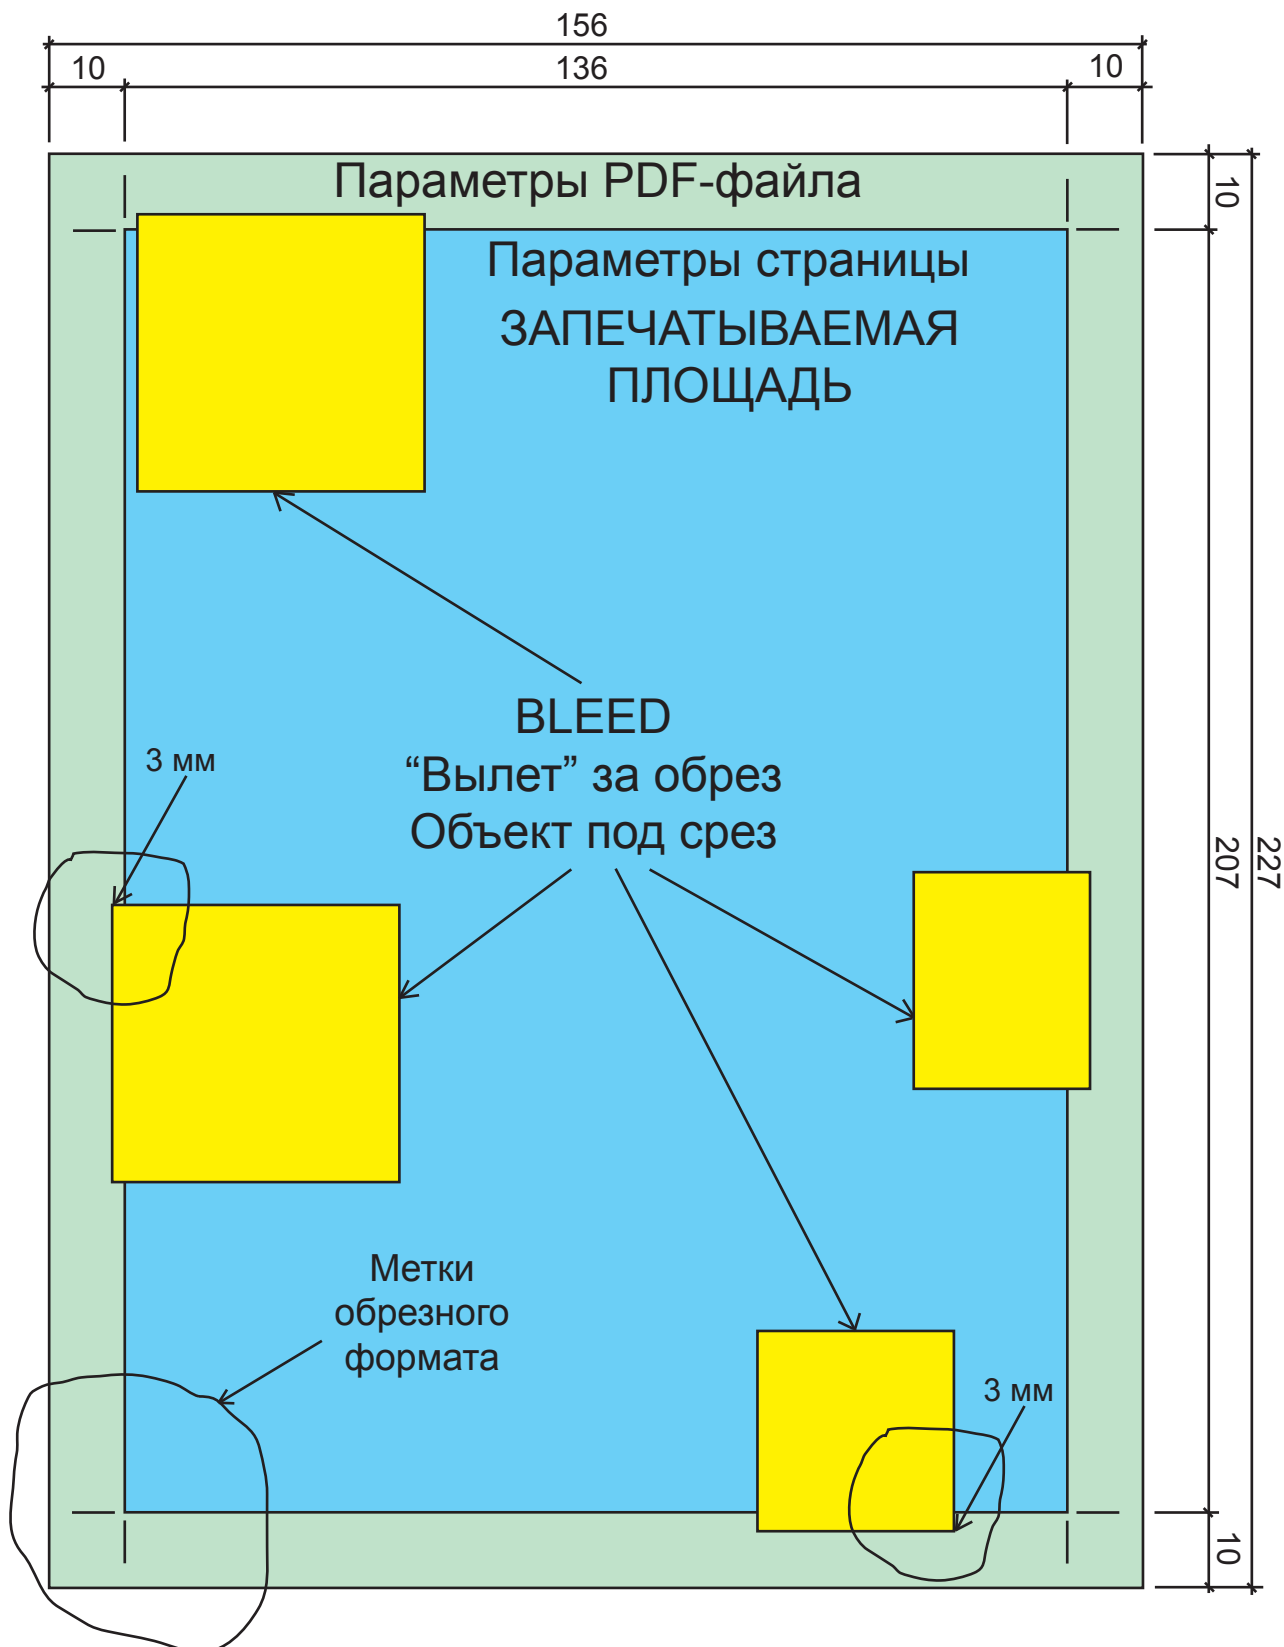 156
10
136
10
Параметры PDF-файла
10
Параметры страницы
ЗАПЕЧАТЫВАЕМАЯ
ПЛОЩАДЬ
BLEED
“Вылет” за обрез
Объект под срез
3 мм
207
227
Метки
обрезного
формата
3 мм
10